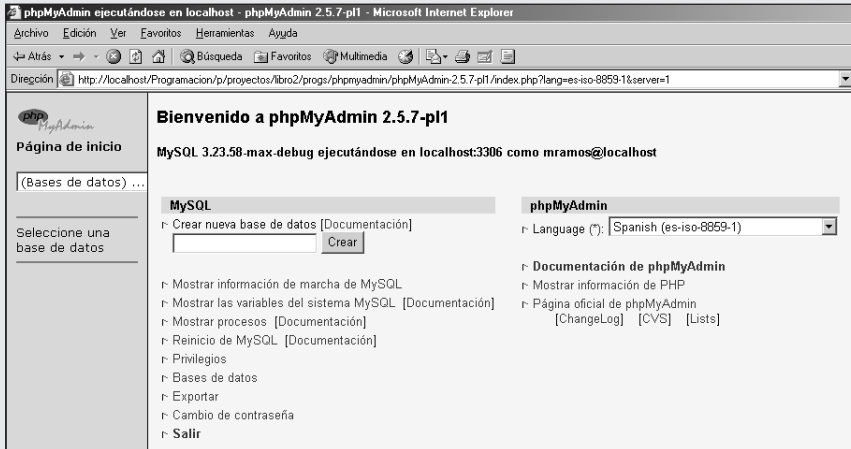 phpMyAdmin ejecutándose en localhost - phpMyAdmin 2.5.7-pl1 - Microsoft Internet Explorer
Archivo Edición Ver Favoritos Herramientas Ayuda
Atrás Búsqueda Favoritos Multimedia
Dirección http://localhost/Programacion/p/proyectos/libro2/progs/phpmyadmin/phpMyAdmin-2.5.7-pl1/index.php?lang=es-iso-8859-1&server=1
php
MyAdmin
Página de inicio
(Bases de datos) ...
Seleccione una
base de datos
Bienvenido a phpMyAdmin 2.5.7-pl1
MySQL 3.23.58-max-debug ejecutándose en localhost:3306 como mramos@localhost
MySQL
Crear nueva base de datos [Documentación]
Crear
Mostrar información de marcha de MySQL
Mostrar las variables del sistema MySQL [Documentación]
Mostrar procesos [Documentación]
Reinicio de MySQL [Documentación]
Privilegios
Bases de datos
Exportar
Cambio de contraseña
Salir
phpMyAdmin
Language (*): Spanish (es-iso-8859-1)
Documentación de phpMyAdmin
Mostrar información de PHP
Página oficial de phpMyAdmin
[ChangeLog] [CVS] [Lists]